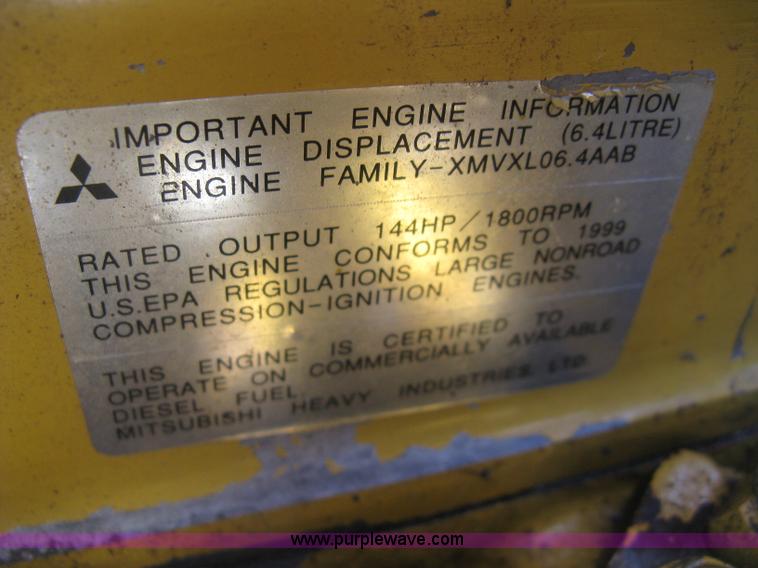 IMPORTANT ENGINE INFORMATION
ENGINE DISPLACEMENT (6.4LITRE)
ENGINE FAMILY-XMVXL06.4AAB
RATED OUTPUT 144HP/1800RPM
THIS ENGINE CONFORMS TO 1999
U.S.EPA REGULATIONS LARGE NONROAD
COMPRESSION-IGNITION ENGINES.
THIS ENGINE IS CERTIFIED TO
OPERATE ON COMMERCIALLY AVAILABLE
DIESEL FUEL.
MITSUBISHI HEAVY INDUSTRIES LTD
www.purplewave.com